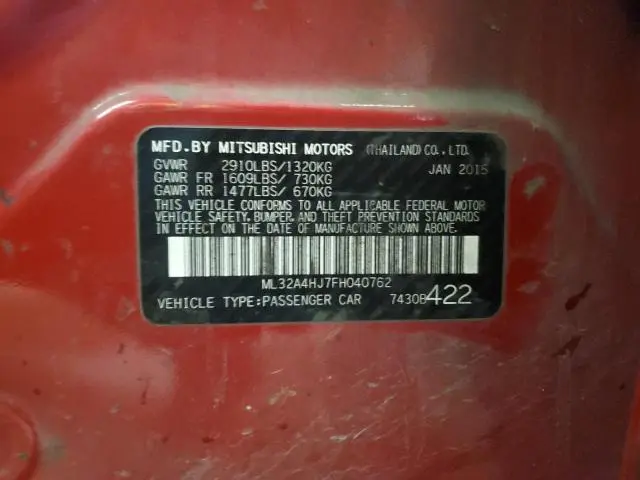 MFD. BY MITSUBISHI MOTORS (THAILAND) CO., LTD.
GVWR 2910LBS/1320KG JAN 2015
GAWR FR 1609LBS/ 730KG
GAWR RR 1477LBS/ 670KG
THIS VEHICLE CONFORMS TO ALL APPLICABLE FEDERAL MOTOR
VEHICLE SAFETY, BUMPER, AND THEFT PREVENTION STANDARDS
IN EFFECT ON THE DATE OF MANUFACTURE SHOWN ABOVE.
ML32A4HJ7FH040762
VEHICLE TYPE:PASSENGER CAR 7430B422